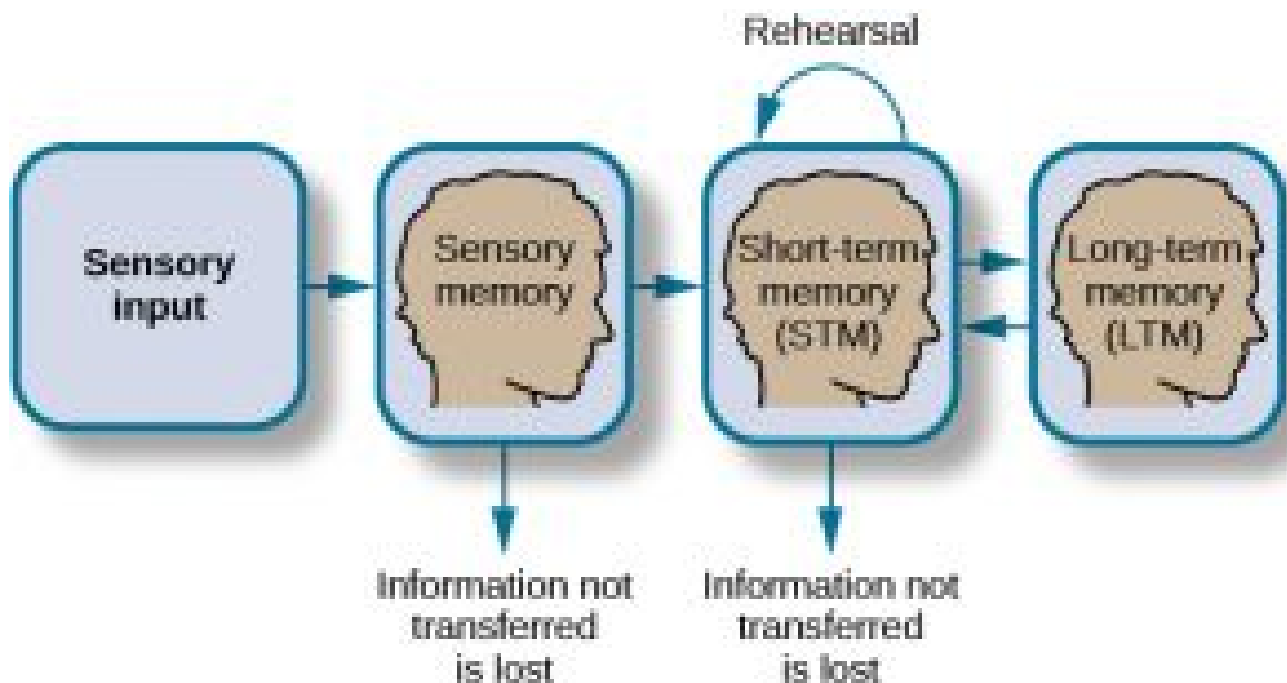 Rehearsal
Sensory
input
Sensory
memory
Short-term
memory
(STM)
Long-term
memory
(LTM)
Information not
transferred
is lost
Information not
transferred
is lost